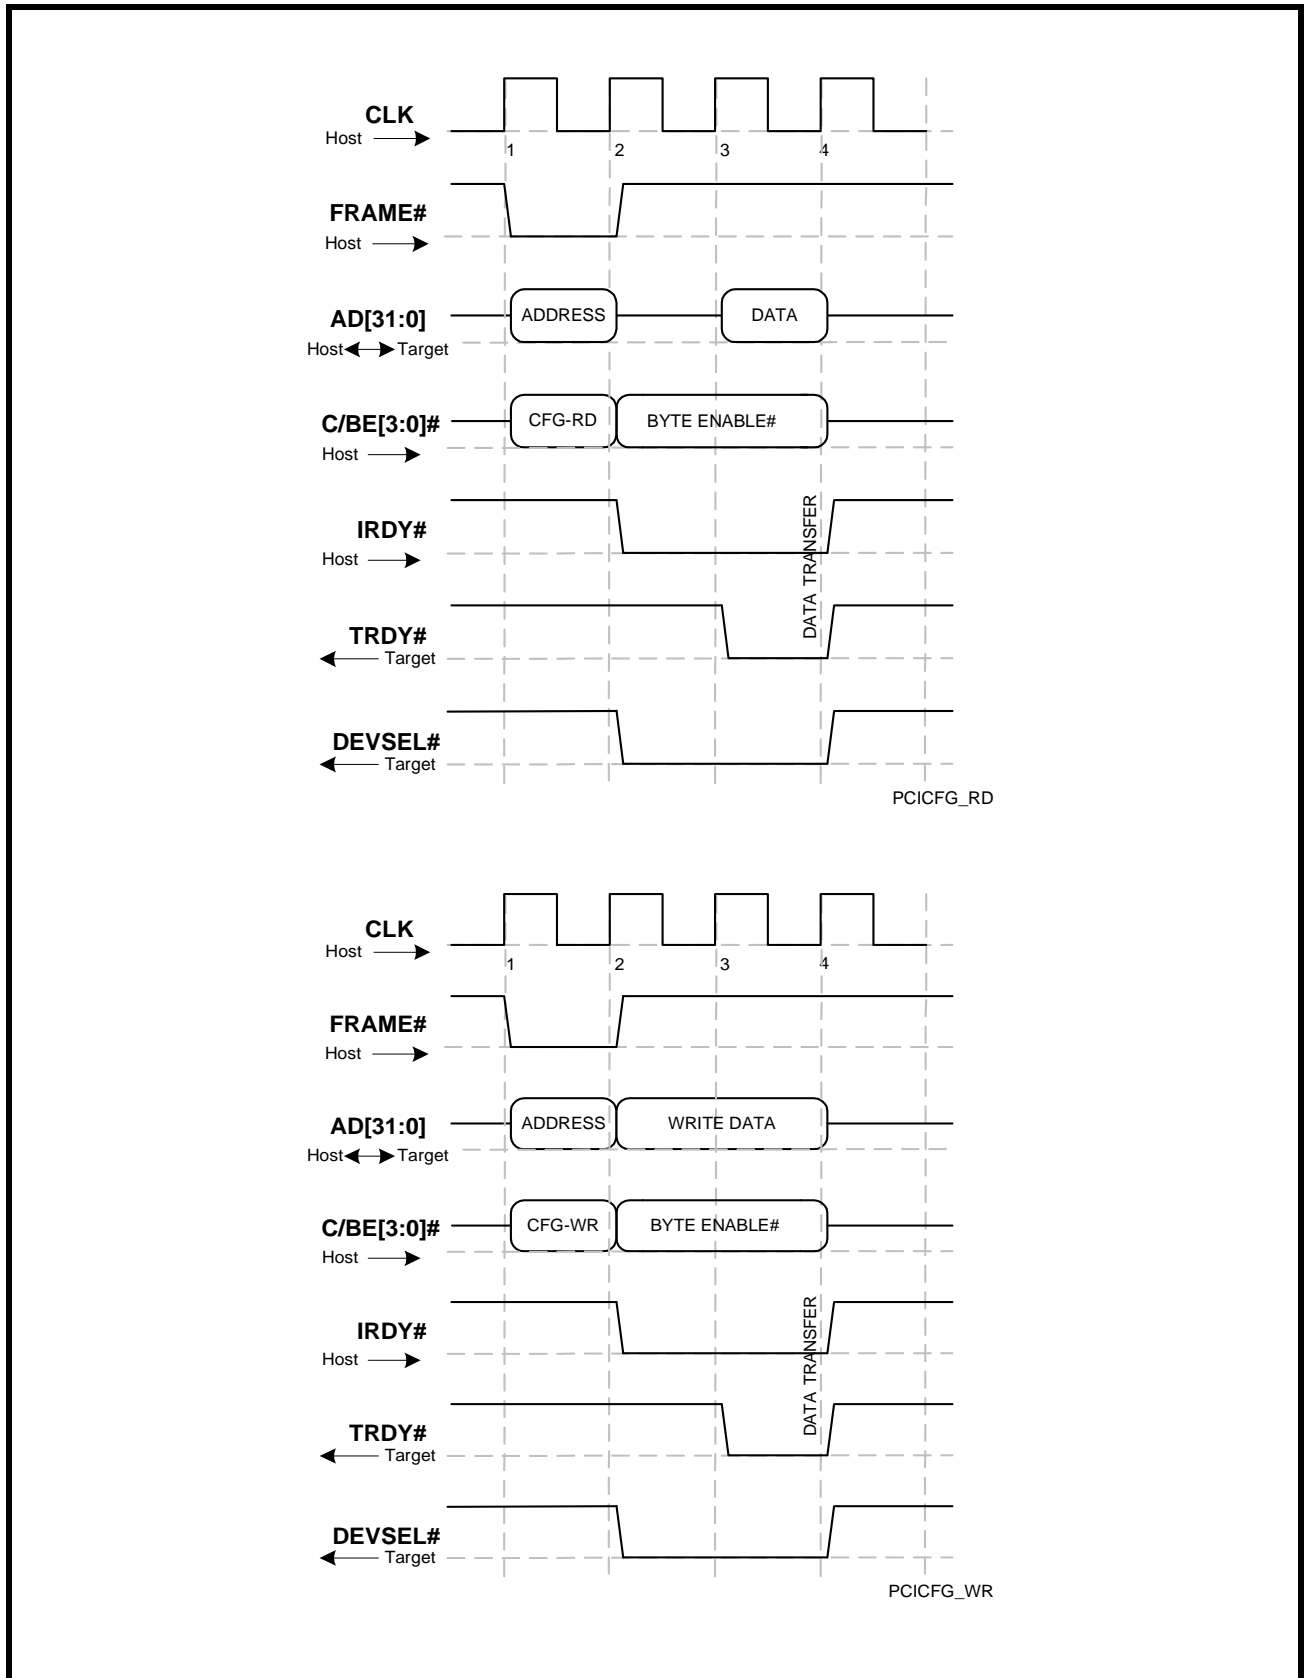 CLK
Host
1 2 3 4
FRAME#
Host
AD[31:0] ADDRESS DATA
Host Target
C/BE[3:0]# CFG-RD BYTE ENABLE#
Host
IRDY#
Host
DATA TRANSFER
TRDY#
Target
DEVSEL#
Target
PCICFG_RD
CLK
Host
1 2 3 4
FRAME#
Host
AD[31:0] ADDRESS WRITE DATA
Host Target
C/BE[3:0]# CFG-WR BYTE ENABLE#
Host
IRDY#
Host
DATA TRANSFER
TRDY#
Target
DEVSEL#
Target
PCICFG_WR